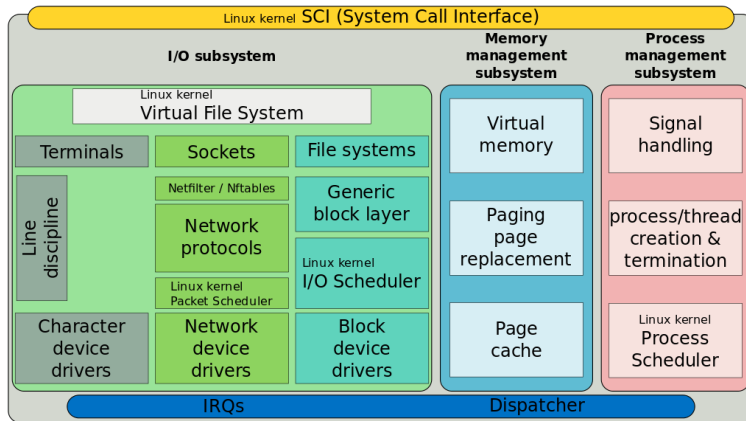 Linux kernel SCI (System Call Interface)
I/O subsystem
Memory
management
subsystem
Process
management
subsystem
Linux kernel
Virtual File System
Terminals
Sockets
File systems
Line
discipline
Netfilter / Nftables
Network
protocols
Linux kernel
Packet Scheduler
Generic
block layer
Linux kernel
I/O Scheduler
Character
device
drivers
Network
device
drivers
Block
device
drivers
Virtual
memory
Paging
page
replacement
Page
cache
Signal
handling
process/thread
creation &
termination
Linux kernel
Process
Scheduler
IRQs
Dispatcher